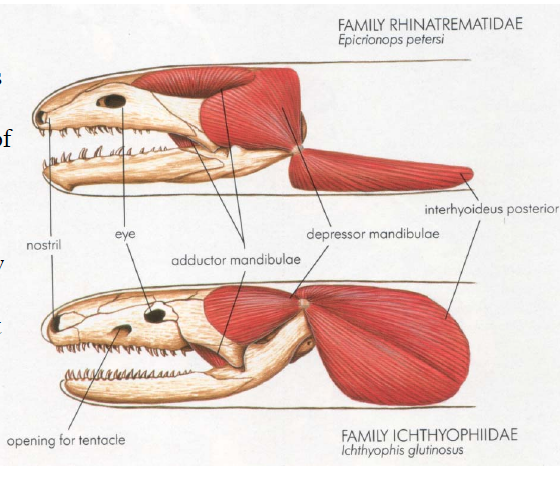 FAMILY RHINATREMATIDAE
Epicrionops petersi
of
interhyoideus posterior
nostril
eye
depressor mandibulae
adductor mandibulae
opening for tentacle
FAMILY ICHTHYOPHIIDAE
Ichthyophis glutinosus